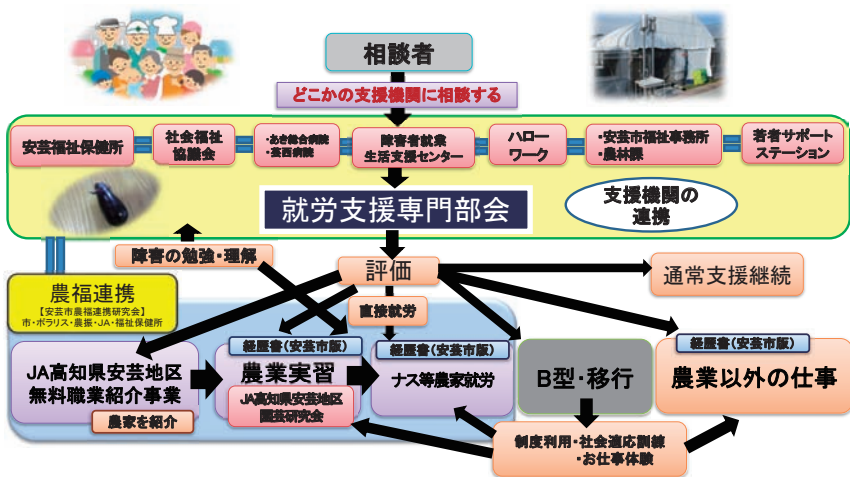 相談者
どこかの支援機関に相談する
安芸福祉保健所
社会福祉
協議会
・あき総合病院
・芸西病院
障害者就業
生活支援センター
ハロー
ワーク
・安芸市福祉事務所
・農林課
若者サポート
ステーション
就労支援専門部会
支援機関の
連携
障害の勉強・理解
評価
通常支援継続
農福連携
【安芸市農福連携研究会】
市・ポラリス・農振・JA・福祉保健所
直接就労
JA高知県安芸地区
無料職業紹介事業
農家を紹介
経歴書(安芸市版)
農業実習
JA高知県安芸地区
園芸研究会
経歴書(安芸市版)
ナス等農家就労
B型・移行
経歴書(安芸市版)
農業以外の仕事
制度利用・社会適応訓練
・お仕事体験